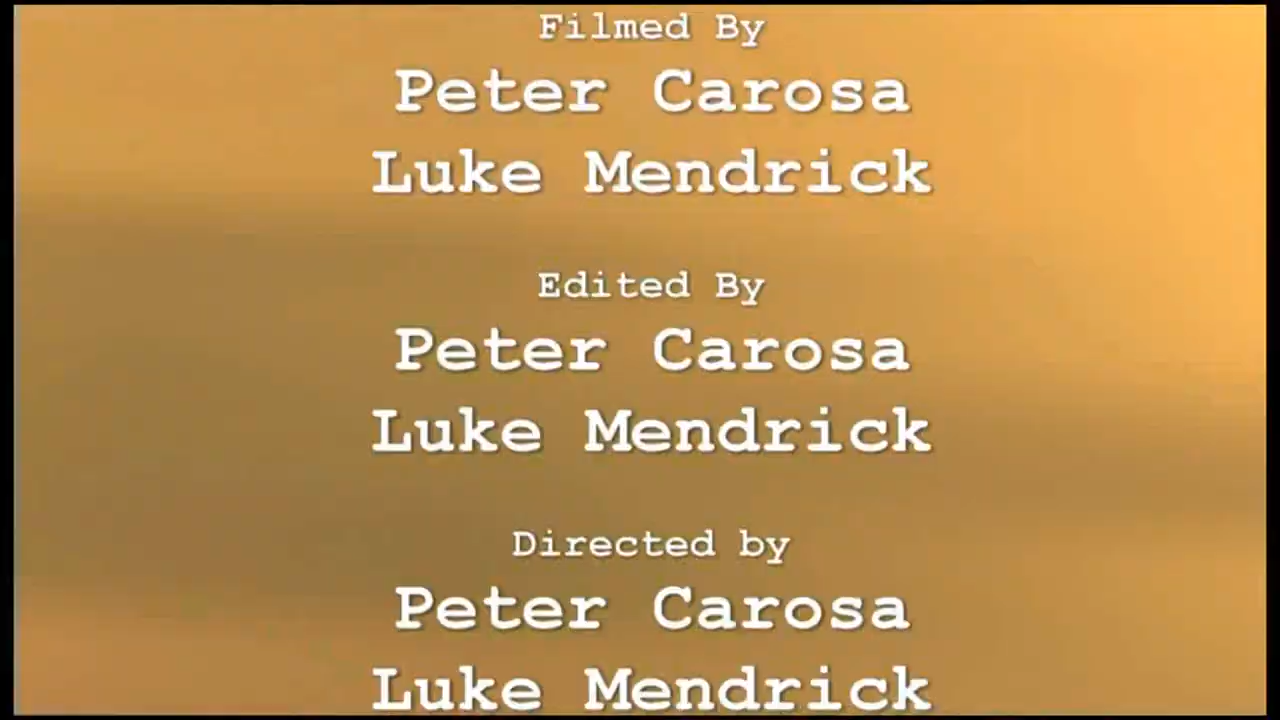 Filmed By
Peter Carosa
Luke Mendrick
Edited By
Peter Carosa
Luke Mendrick
Directed by
Peter Carosa
Luke Mendrick